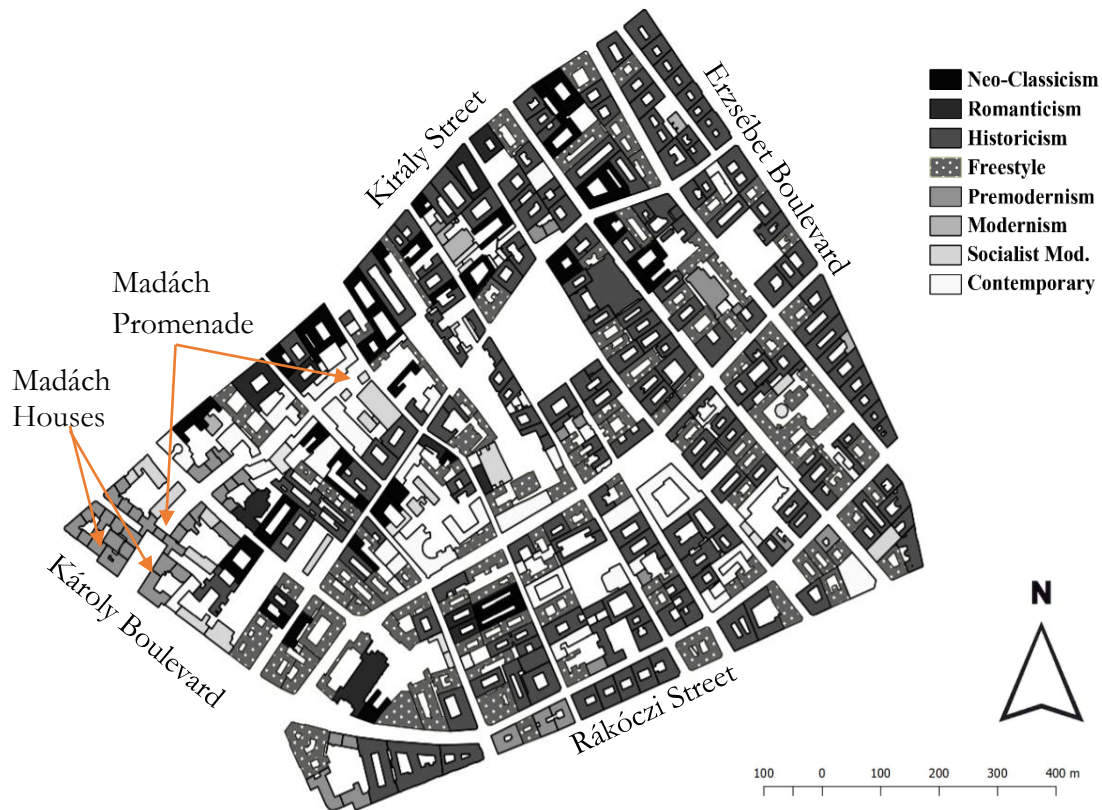 Király Street
Erzsébet Boulevard
Neo-Classicism
Romanticism
Historicism
Freestyle
Premodernism
Modernism
Socialist Mod.
Contemporary
Madách
Promenade
Madách
Houses
Károly Boulevard
Rákóczi Street
N
100 0 100 200 300 400 m